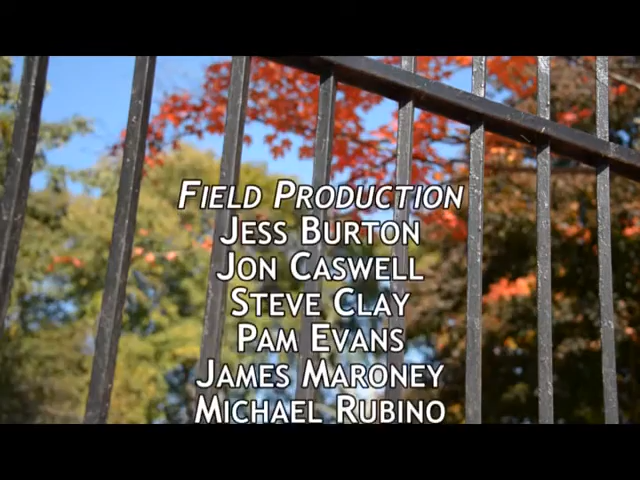 Field Production
Jess Burton
Jon Caswell
Steve Clay
Pam Evans
James Maroney
Michael Rubino